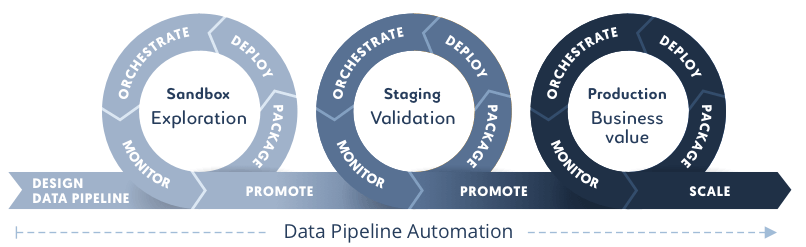 ORCHESTRATE
DEPLOY
PACKAGE
MONITOR
Sandbox
Exploration
ORCHESTRATE
DEPLOY
PACKAGE
MONITOR
Staging
Validation
ORCHESTRATE
DEPLOY
PACKAGE
MONITOR
Production
Business
value
DESIGN
DATA PIPELINE
PROMOTE
PROMOTE
SCALE
Data Pipeline Automation